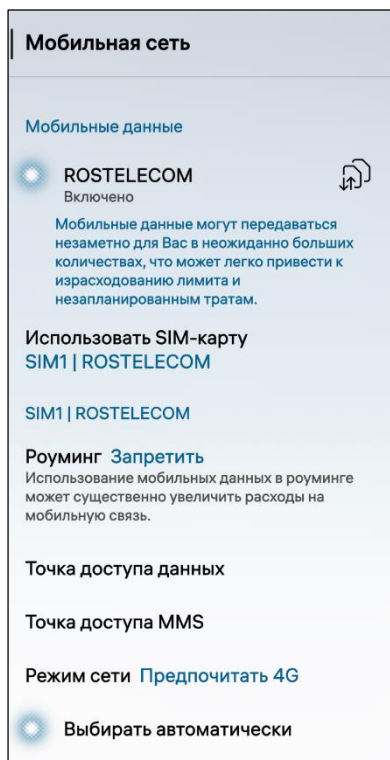 Мобильная сеть
Мобильные данные
ROSTELECOM
Включено
Мобильные данные могут передаваться
незаметно для Вас в неожиданно больших
количествах, что может легко привести к
израсходованию лимита и
незапланированным тратам.
Использовать SIM-карту
SIM1 | ROSTELECOM
SIM1 | ROSTELECOM
Роуминг Запретить
Использование мобильных данных в роуминге
может существенно увеличить расходы на
мобильную связь.
Точка доступа данных
Точка доступа MMS
Режим сети Предпочитать 4G
Выбирать автоматически